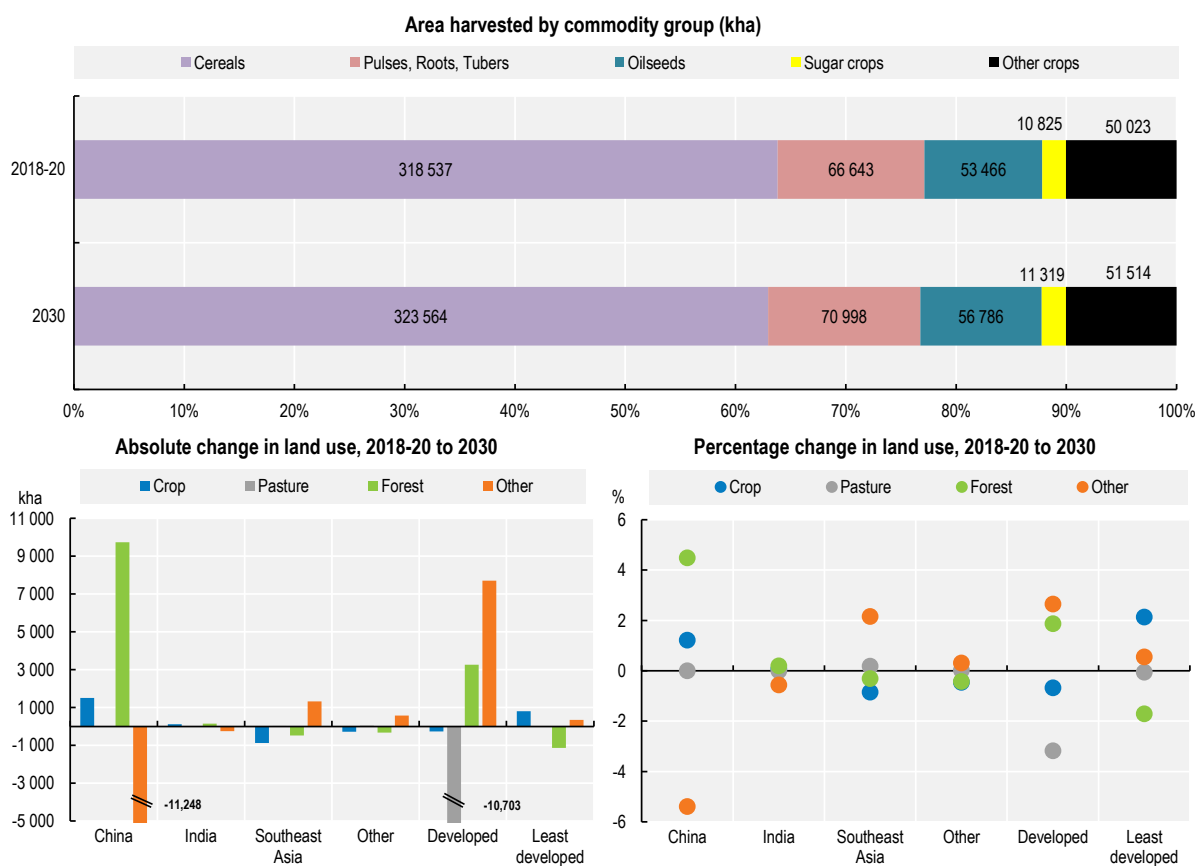 Area harvested by commodity group (kha)
Cereals Pulses, Roots, Tubers Oilseeds Sugar crops Other crops
10 825 50 023
2018-20 318 537 66 643 53 466
11 319 51 514
2030 323 564 70 998 56 786
0% 10% 20% 30% 40% 50% 60% 70% 80% 90% 100%
Absolute change in land use, 2018-20 to 2030
Crop Pasture Forest Other
kha
11 000
9 000
7 000
5 000
3 000
1 000
-1 000
-3 000
-11,248 -10,703
-5 000
China India Southeast Asia Other Developed Least developed
Percentage change in land use, 2018-20 to 2030
Crop Pasture Forest Other
%
6
4
2
0
-2
-4
-6
China India Southeast Asia Other Developed Least developed